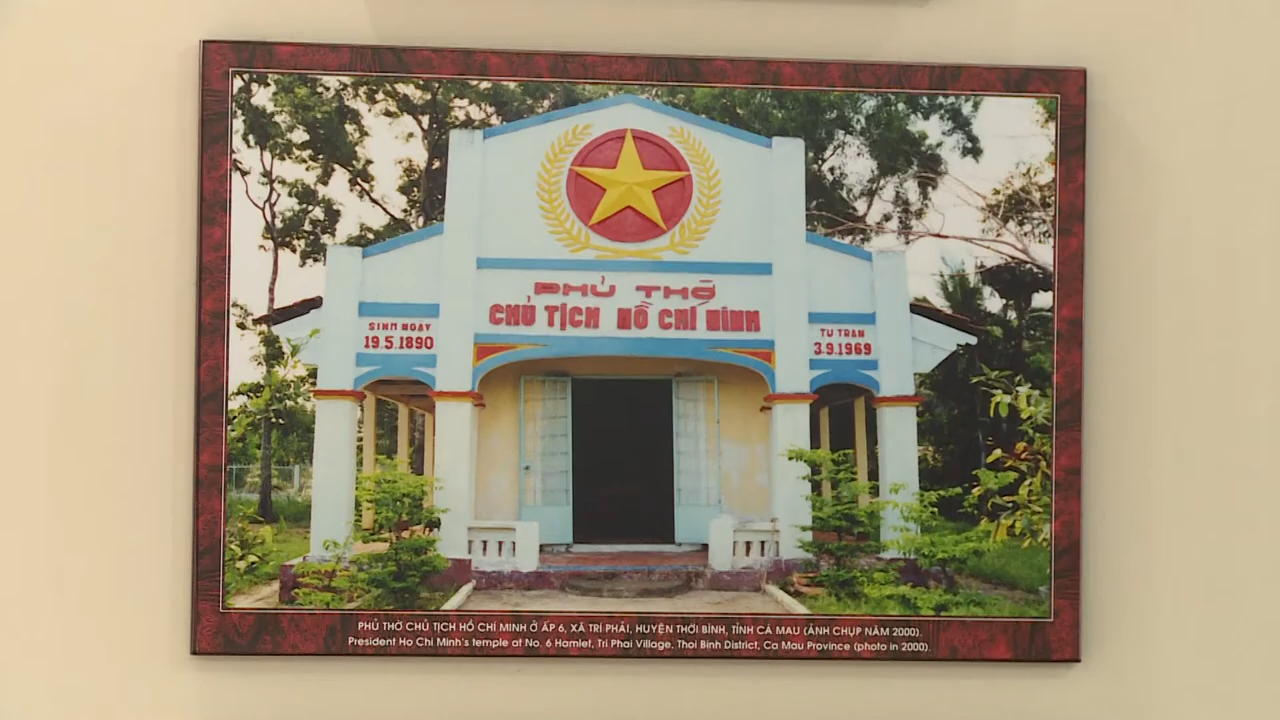 PHỦ THỜ
CHỦ TỊCH HỒ CHÍ MINH
SINH NGAY
19.5.1890
TU TRAN
3.9.1969
PHỦ THỜ CHỦ TỊCH HỒ CHÍ MINH Ở ẤP 6, XÃ TRÍ PHẢI, HUYỆN THỚI BÌNH, TỈNH CÀ MAU (ẢNH CHỤP NĂM 2000).
President Ho Chi Minh's temple at No. 6 Hamlet, Tri Phai Village, Thoi Binh District, Ca Mau Province (photo in 2000).